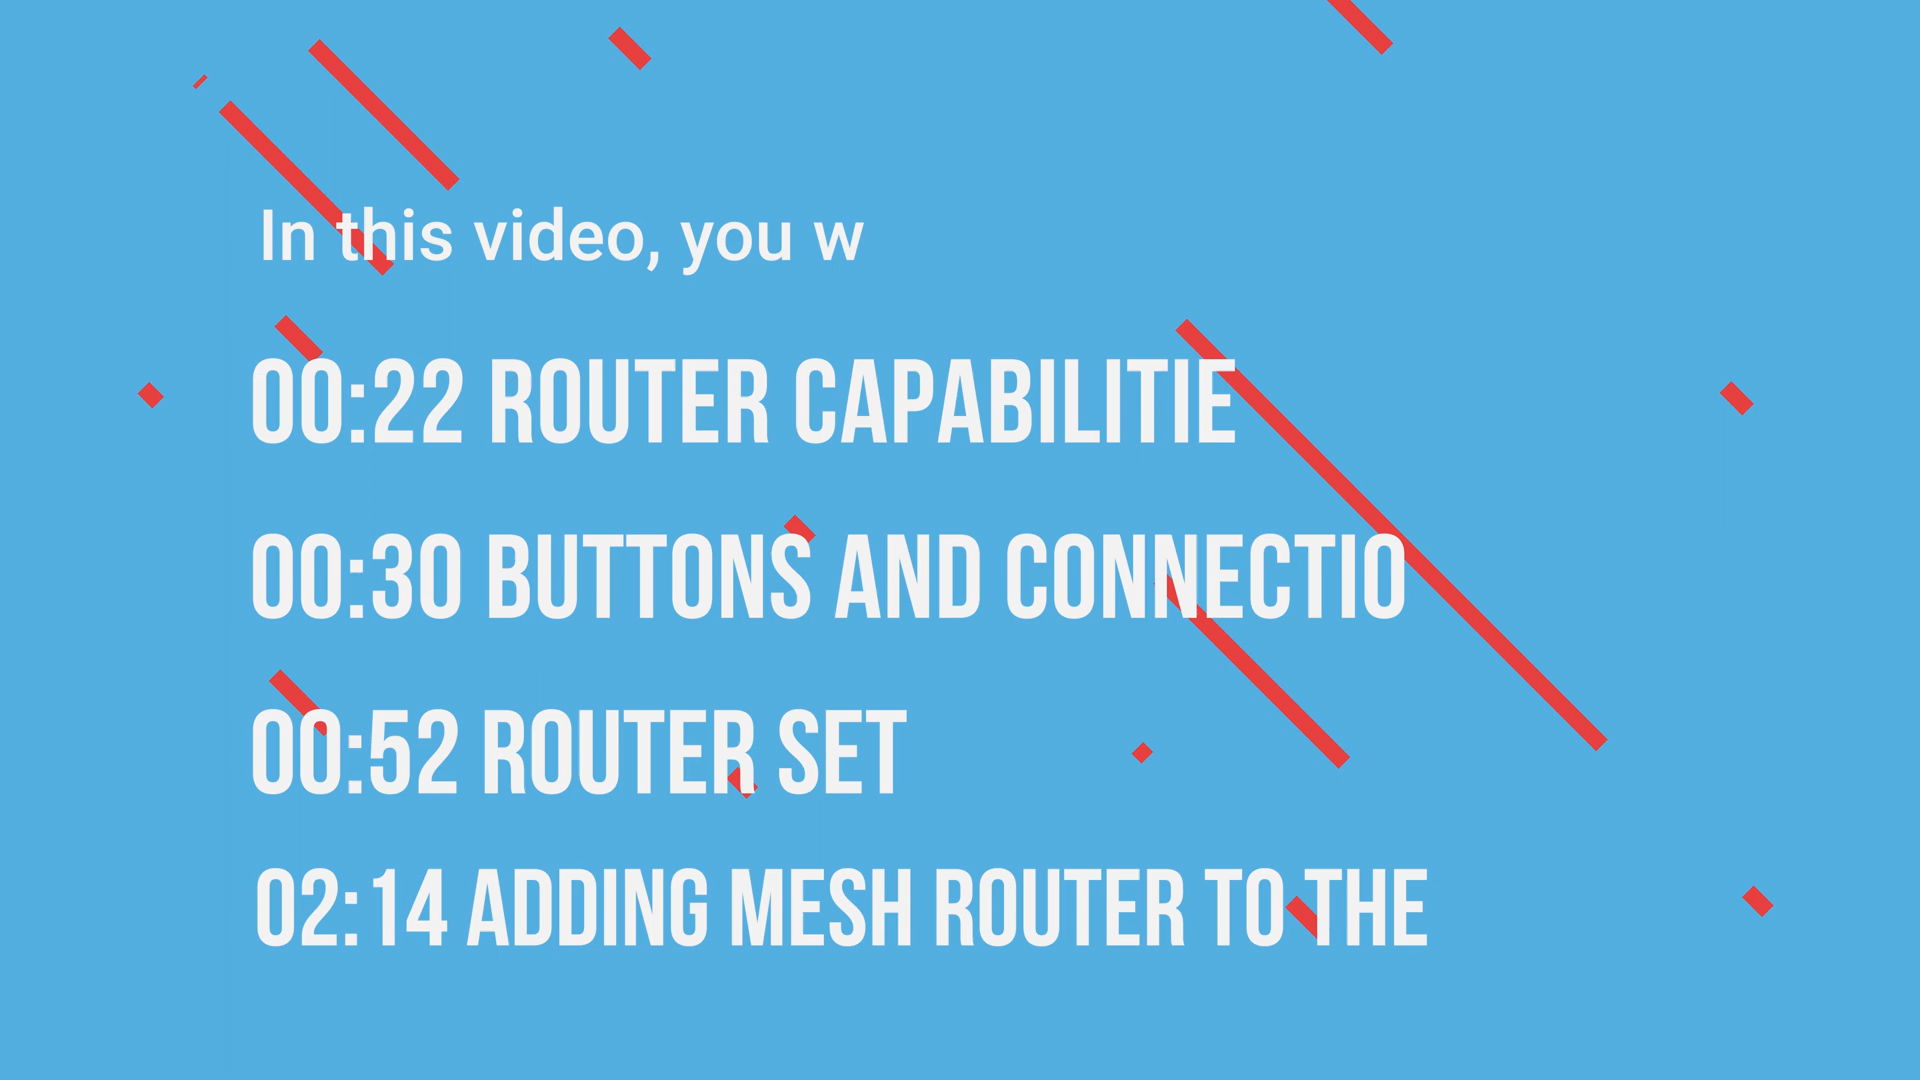 In this video, you w
00:22 ROUTER CAPABILITIE
00:30 BUTTONS AND CONNECTIO
00:52 ROUTER SET
02:14 ADDING MESH ROUTER TO THE